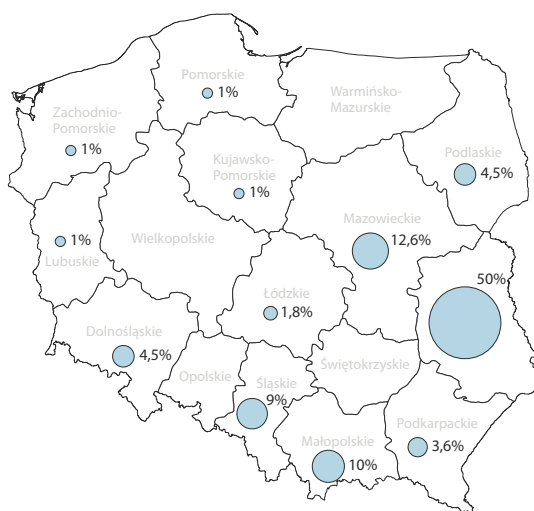 Pomorskie
1%
Warmińsko-
Mazurskie
Zachodnio-
Pomorskie
1%
Kujawsko-
Pomorskie
1%
Podlaskie
4,5%
Mazowieckie
12,6%
1%
Lubuskie
Wielkopolskie
50%
Łódzkie
1,8%
Dolnośląskie
4,5%
Opolskie
Śląskie
9%
Świętokrzyskie
Małopolskie
10%
Podkarpackie
3,6%